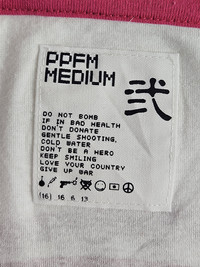 PPFM
MEDIUM
弐
DO NOT BOMB
IF IN BAD HEALTH
DON'T DONATE
GENTLE SHOOTING,
COLD WATER
DON'T BE A HERO
KEEP SMILING
LOVE YOUR COUNTRY
GIVE UP WAR
(16) 16 6 13